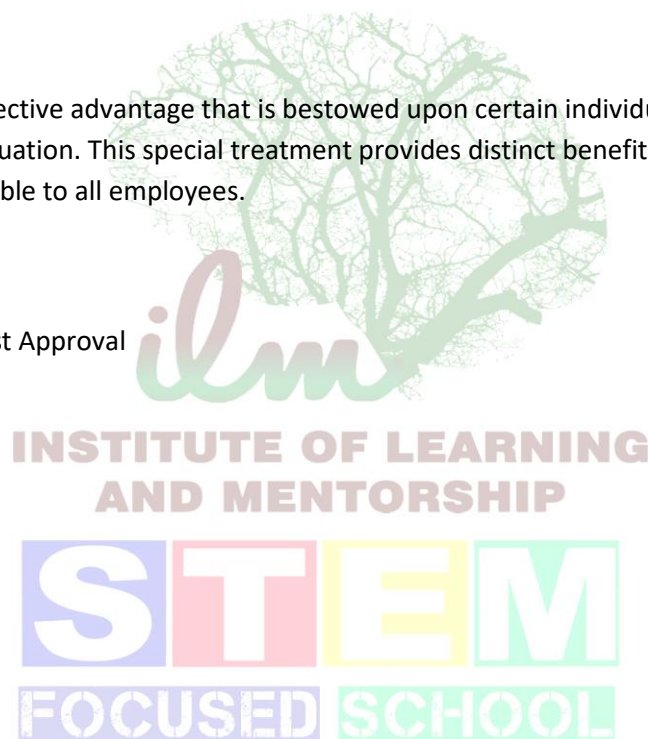 ective advantage that is bestowed upon certain individu
uation. This special treatment provides distinct benefit
ble to all employees.
st Approval
ilm
INSTITUTE OF LEARNING
AND MENTORSHIP
STEM
FOCUSED SCHOOL